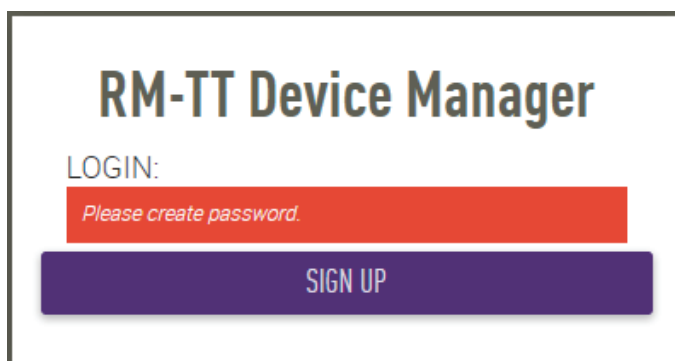 RM-TT Device Manager
LOGIN:
Please create password.
SIGN UP